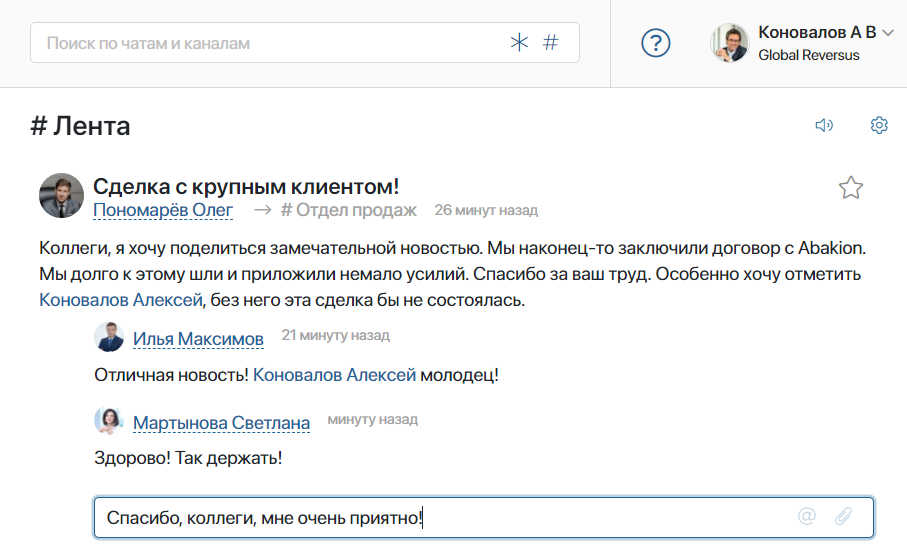 Поиск по чатам и каналам
Коновалов А В
Global Reversus
# Лента
Сделка с крупным клиентом!
Пономарёв Олег → # Отдел продаж 26 минут назад
Коллеги, я хочу поделиться замечательной новостью. Мы наконец-то заключили договор с Abakion.
Мы долго к этому шли и приложили немало усилий. Спасибо за ваш труд. Особенно хочу отметить
Коновалов Алексей, без него эта сделка бы не состоялась.
Илья Максимов 21 минуту назад
Отличная новость! Коновалов Алексей молодец!
Мартынова Светлана минуту назад
Здорово! Так держать!
Спасибо, коллеги, мне очень приятно!